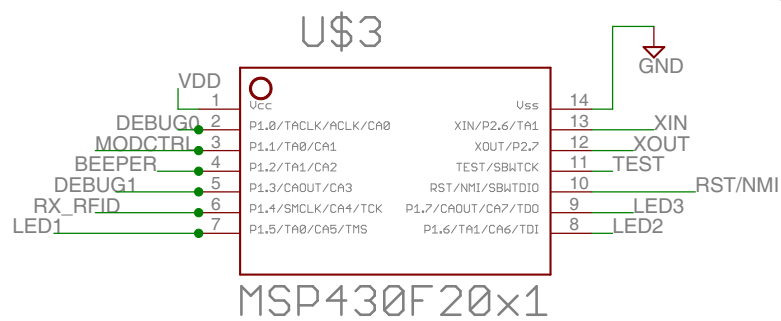 U$3
VDD
GND
1 Vcc Vss 14
DEBUG0 2 P1.0/TACLK/ACLK/CA0 XIN/P2.6/TA1 13 XIN
MODCTRL 3 P1.1/TA0/CA1 XOUT/P2.7 12 XOUT
BEEPER 4 P1.2/TA1/CA2 TEST/SBWTCK 11 TEST
DEBUG1 5 P1.3/CAOUT/CA3 RST/NMI/SBWTDIO 10 RST/NMI
RX_RFID 6 P1.4/SMCLK/CA4/TCK P1.7/CAOUT/CA7/TDO 9 LED3
LED1 7 P1.5/TA0/CA5/TMS P1.6/TA1/CA6/TDI 8 LED2
MSP430F20x1